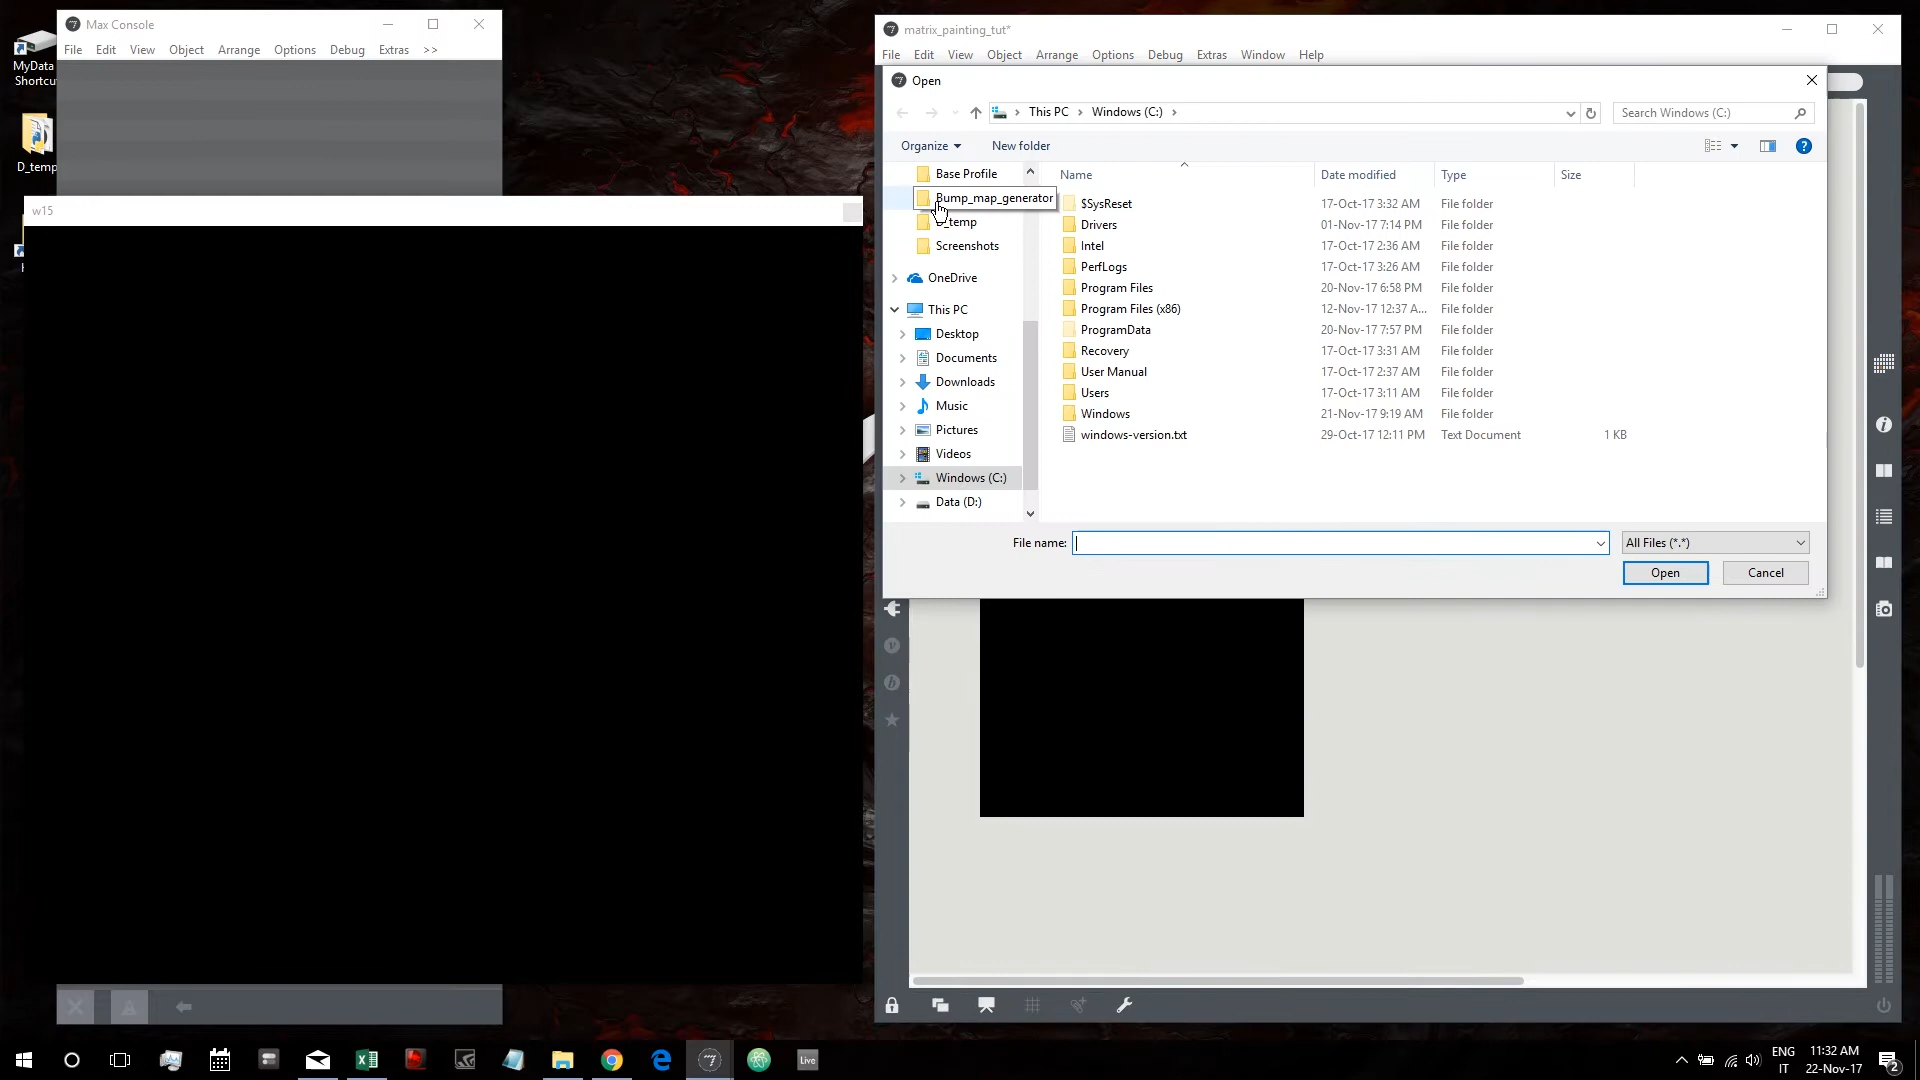 MyData
Shortcu
D_temp
Max Console
File Edit View Object Arrange Options Debug Extras >>
w15
matrix_painting_tut*
File Edit View Object Arrange Options Debug Extras Window Help
Open
This PC > Windows (C:) >
Search Windows (C:)
Organize
New folder
Base Profile
Bump_map_generator
D_temp
Screenshots
OneDrive
This PC
Desktop
Documents
Downloads
Music
Pictures
Videos
Windows (C:)
Data (D:)
Name Date modified Type Size
$SysReset 17-Oct-17 3:32 AM File folder
Drivers 01-Nov-17 7:14 PM File folder
Intel 17-Oct-17 2:36 AM File folder
PerfLogs 17-Oct-17 3:26 AM File folder
Program Files 20-Nov-17 6:58 PM File folder
Program Files (x86) 12-Nov-17 12:37 A... File folder
ProgramData 20-Nov-17 7:57 PM File folder
Recovery 17-Oct-17 3:31 AM File folder
User Manual 17-Oct-17 2:37 AM File folder
Users 17-Oct-17 3:11 AM File folder
Windows 21-Nov-17 9:19 AM File folder
windows-version.txt 29-Oct-17 12:11 PM Text Document 1 KB
File name:
All Files (*.*)
Open
Cancel
Live
ENG
IT
11:32 AM
22-Nov-17
2